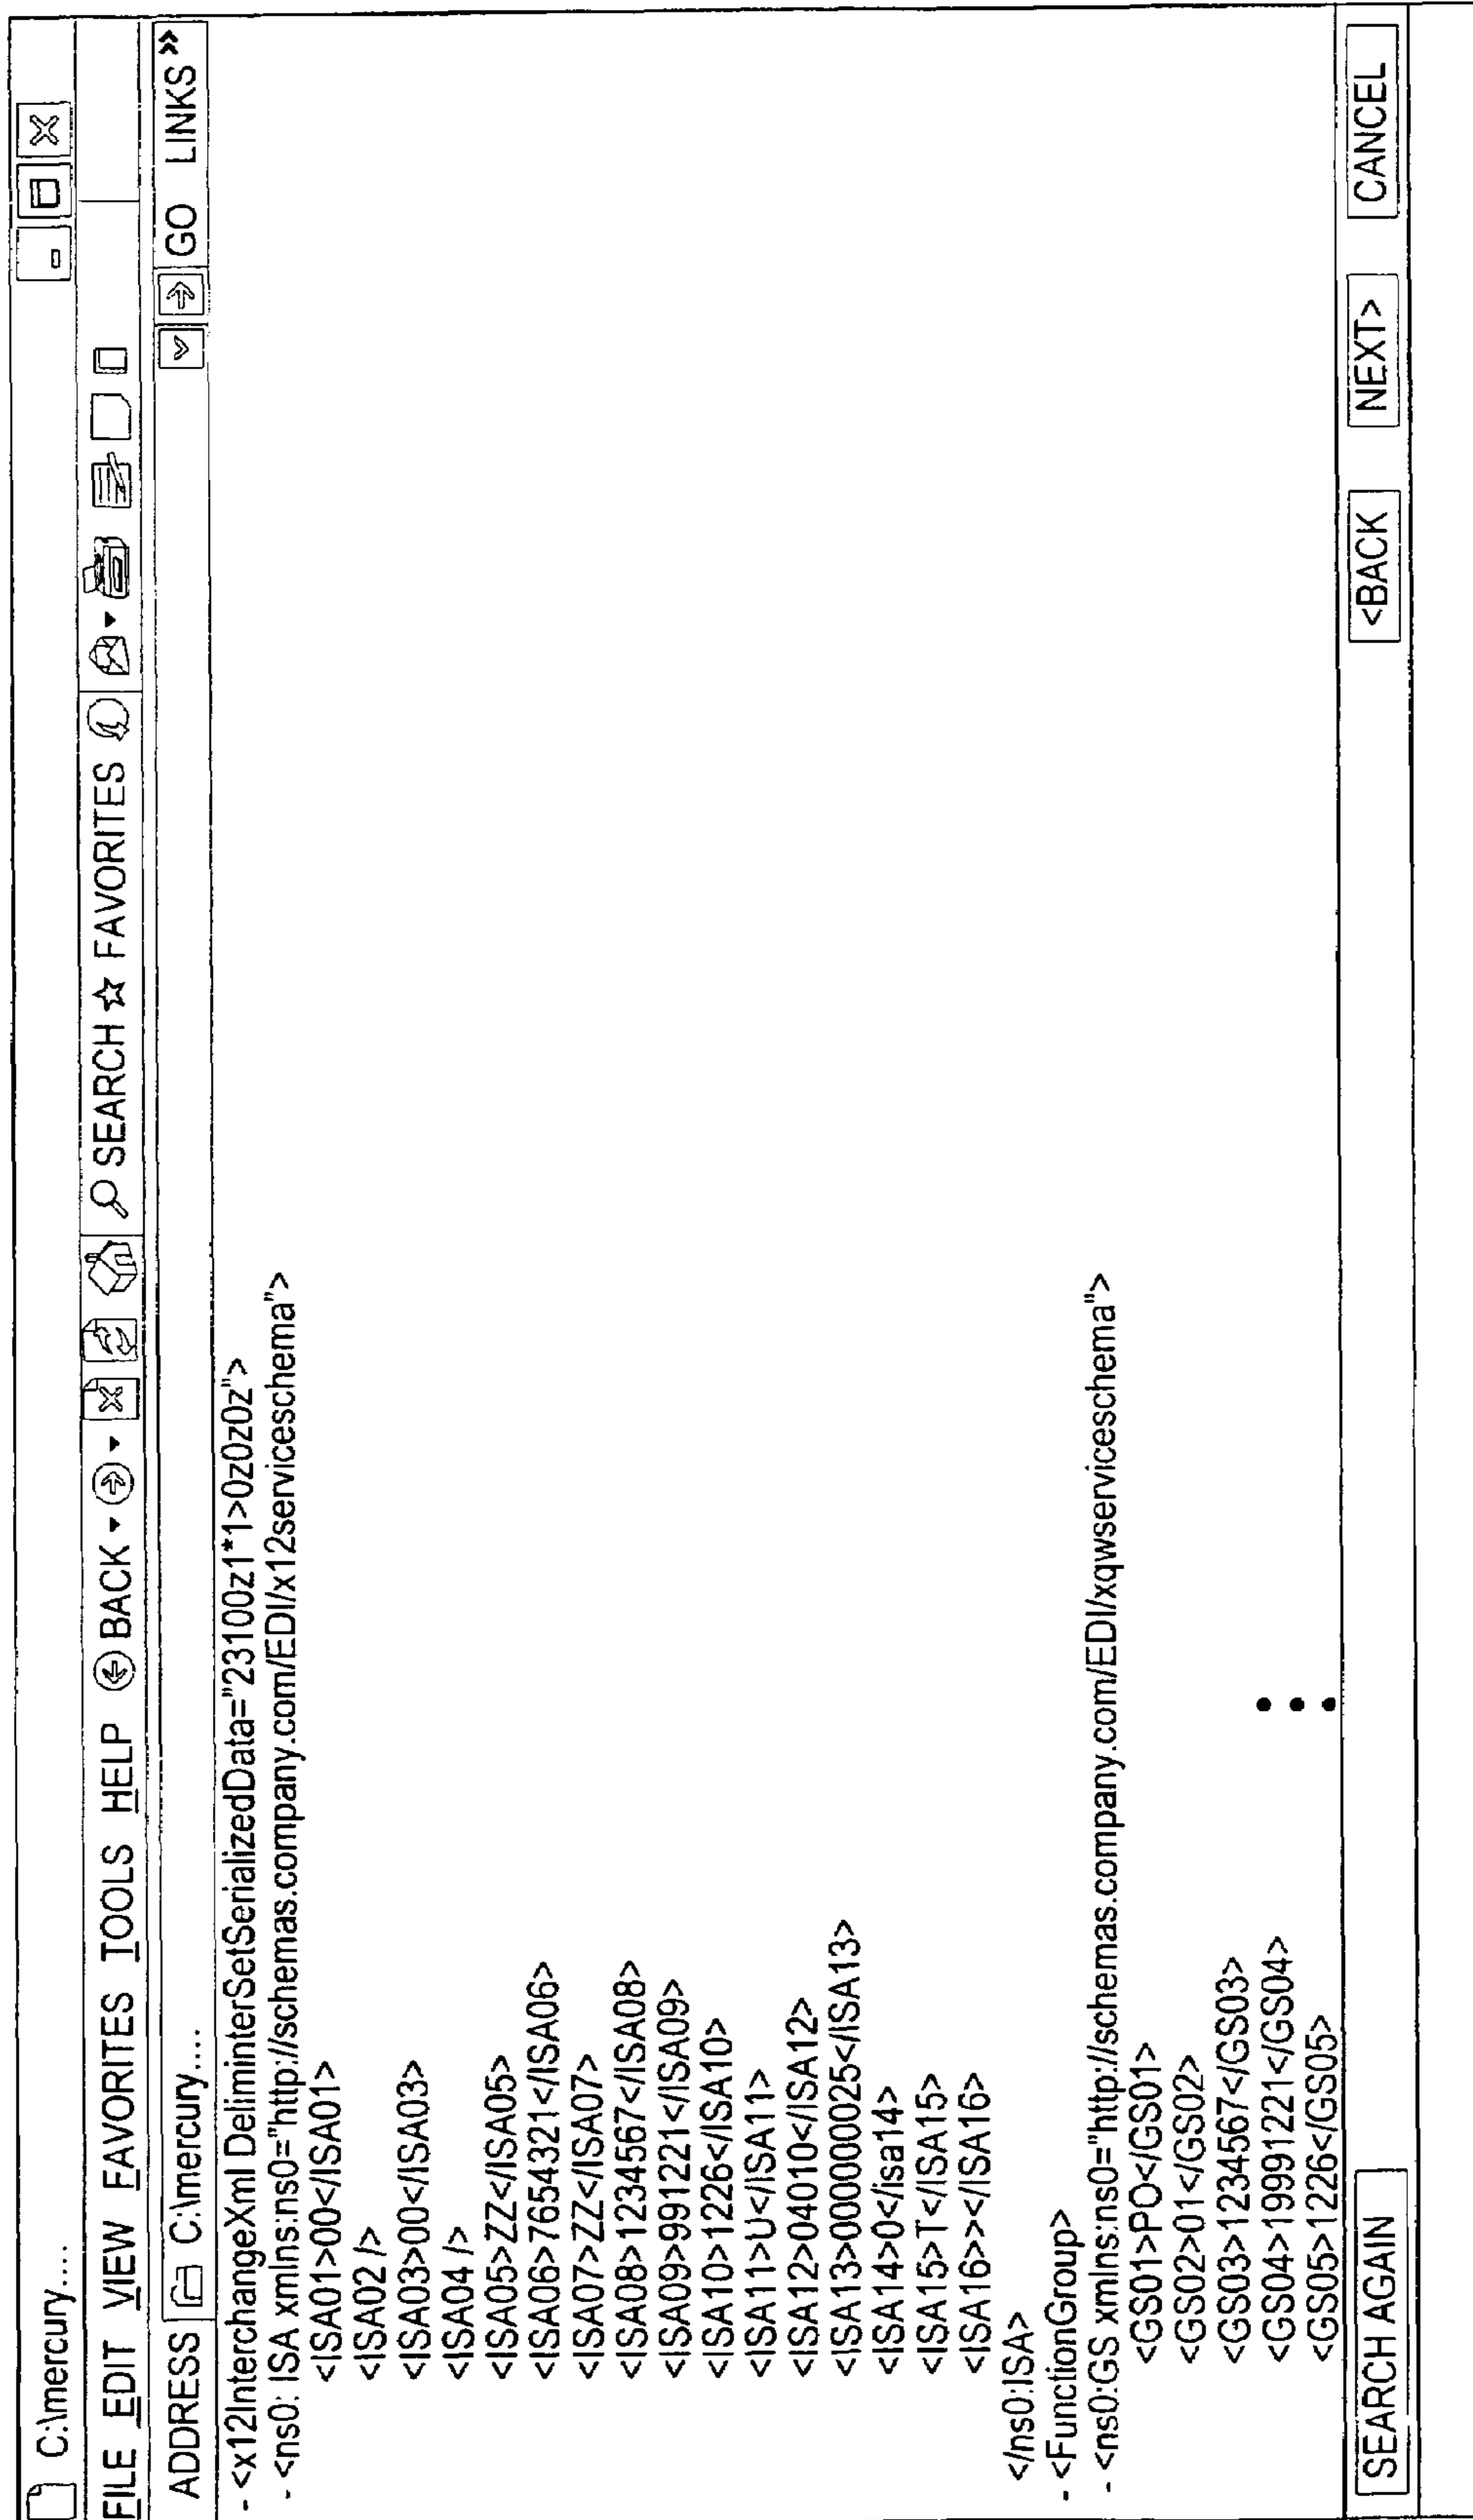 C:\mercury....
FILE EDIT VIEW FAVORITES TOOLS HELP BACK SEARCH FAVORITES
ADDRESS C:\mercury.... GO LINKS »
- <x12InterchangeXml DeliminterSetSerializedData="23100z1*1>0z0z0z">
- <ns0: ISA xmlns:ns0="http://schemas.company.com/EDI/x12serviceschema">
<ISA01>00</ISA01>
<ISA02 />
<ISA03>00</ISA03>
<ISA04 />
<ISA05>ZZ</ISA05>
<ISA06>7654321</ISA06>
<ISA07>ZZ</ISA07>
<ISA08>1234567</ISA08>
<ISA09>991221</ISA09>
<ISA10>1226</ISA10>
<ISA11>U</ISA11>
<ISA12>04010</ISA12>
<ISA13>000000025</ISA13>
<ISA14>0</isa14>
<ISA15>T</ISA15>
<ISA16>></ISA16>
</ns0:ISA>
- <FunctionGroup>
- <ns0:GS xmlns:ns0="http://schemas.company.com/EDI/xqwserviceschema">
<GS01>PO</GS01>
<GS02>01</GS02>
<GS03>1234567</GS03>
<GS04>19991221</GS04>
<GS05>1226</GS05>
SEARCH AGAIN <BACK NEXT> CANCEL